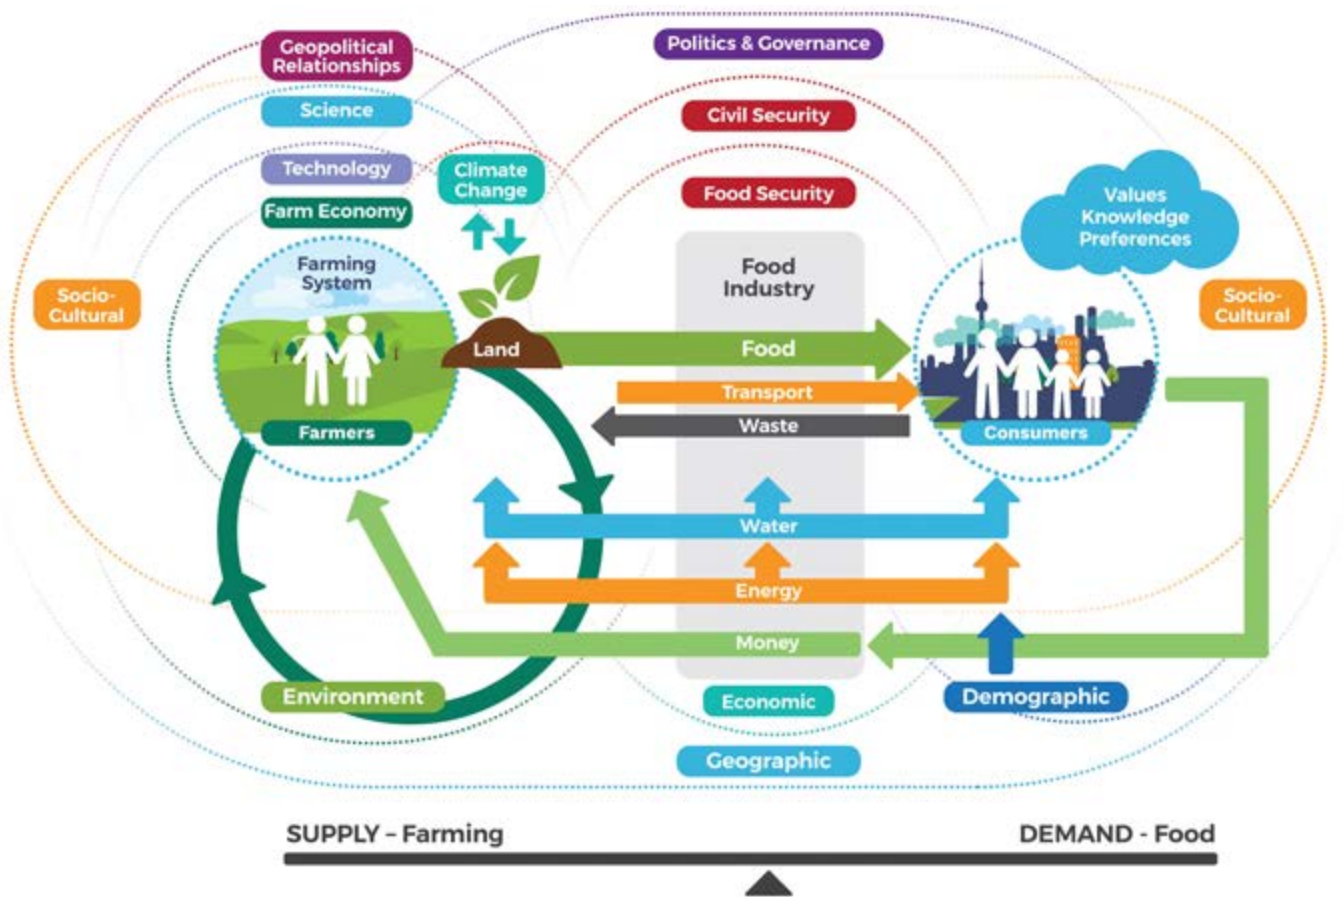 Geopolitical
Relationships
Politics & Governance
Science
Civil Security
Technology
Climate
Change
Food Security
Values
Knowledge
Preferences
Farm Economy
Farming
System
Food
Industry
Socio-
Cultural
Socio-
Cultural
Land
Food
Transport
Waste
Farmers
Consumers
Water
Energy
Money
Environment
Economic
Demographic
Geographic
SUPPLY – Farming
DEMAND - Food